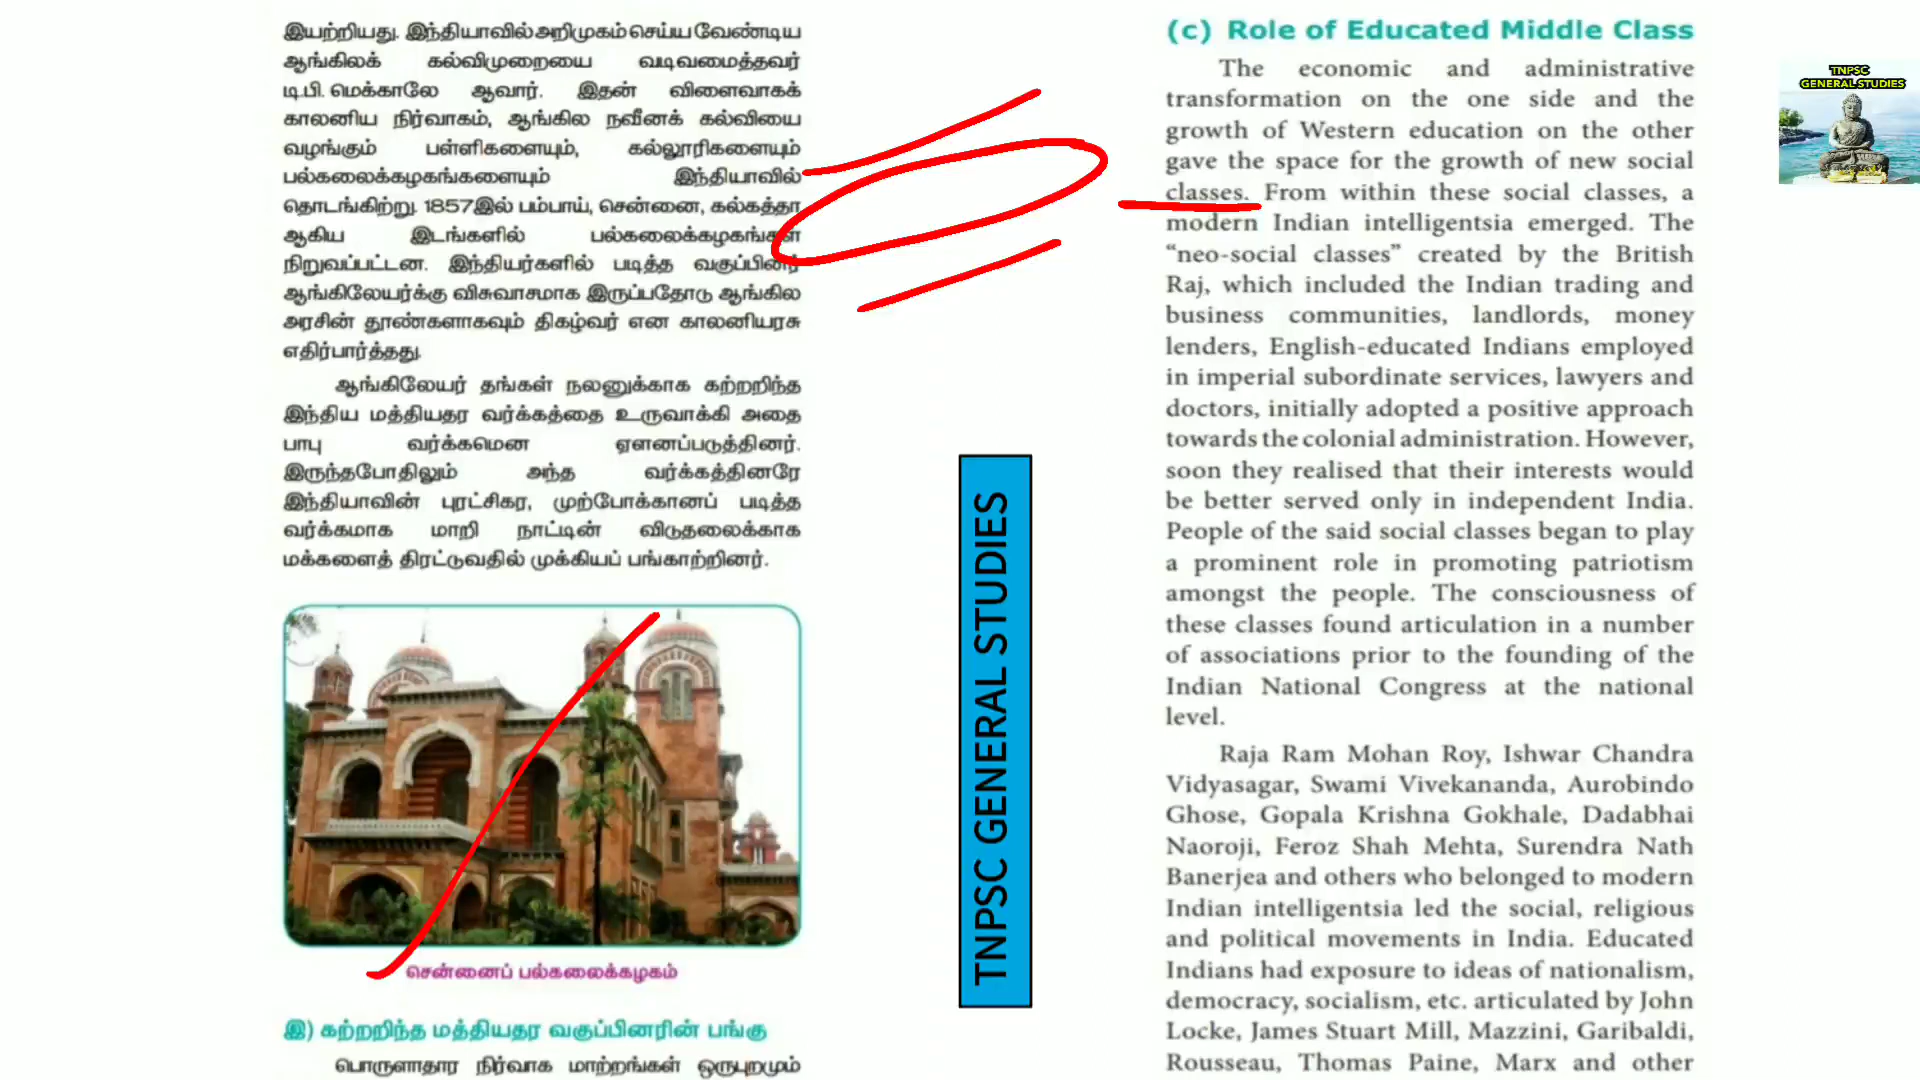 இயற்றியது. இந்தியாவில் அறிமுகம் செய்ய வேண்டிய
ஆங்கிலக் கல்விமுறையை வடிவமைத்தவர்
டி.பி. மெக்காலே ஆவார். இதன் விளைவாகக்
காலனிய நிர்வாகம், ஆங்கில நவீனக் கல்வியை
வழங்கும் பள்ளிகளையும், கல்லூரிகளையும்
பல்கலைக்கழகங்களையும் இந்தியாவில்
தொடங்கிற்று. 1857இல் பம்பாய், சென்னை, கல்கத்தா
ஆகிய இடங்களில் பல்கலைக்கழகங்கள்
நிறுவப்பட்டன. இந்தியர்களில் படித்த வகுப்பினர்
ஆங்கிலேயர்க்கு விசுவாசமாக இருப்பதோடு ஆங்கில
அரசின் தூண்களாகவும் திகழ்வர் என காலனியரசு
எதிர்பார்த்தது.
ஆங்கிலேயர் தங்கள் நலனுக்காக கற்றறிந்த
இந்திய மத்தியதர வர்க்கத்தை உருவாக்கி அதை
பாபு வர்க்கமென ஏளனப்படுத்தினர்.
இருந்தபோதிலும் அந்த வர்க்கத்தினரே
இந்தியாவின் புரட்சிகர, முற்போக்கானப் படித்த
வர்க்கமாக மாறி நாட்டின் விடுதலைக்காக
மக்களைத் திரட்டுவதில் முக்கியப் பங்காற்றினர்.
சென்னைப் பல்கலைக்கழகம்
இ) கற்றறிந்த மத்தியதர வகுப்பினரின் பங்கு
பொருளாதார நிர்வாக மாற்றங்கள் ஒருபுறமும்
TNPSC GENERAL STUDIES
(c) Role of Educated Middle Class
The economic and administrative
transformation on the one side and the
growth of Western education on the other
gave the space for the growth of new social
classes. From within these social classes, a
modern Indian intelligentsia emerged. The
“neo-social classes” created by the British
Raj, which included the Indian trading and
business communities, landlords, money
lenders, English-educated Indians employed
in imperial subordinate services, lawyers and
doctors, initially adopted a positive approach
towards the colonial administration. However,
soon they realised that their interests would
be better served only in independent India.
People of the said social classes began to play
a prominent role in promoting patriotism
amongst the people. The consciousness of
these classes found articulation in a number
of associations prior to the founding of the
Indian National Congress at the national
level.
Raja Ram Mohan Roy, Ishwar Chandra
Vidyasagar, Swami Vivekananda, Aurobindo
Ghose, Gopala Krishna Gokhale, Dadabhai
Naoroji, Feroz Shah Mehta, Surendra Nath
Banerjea and others who belonged to modern
Indian intelligentsia led the social, religious
and political movements in India. Educated
Indians had exposure to ideas of nationalism,
democracy, socialism, etc. articulated by John
Locke, James Stuart Mill, Mazzini, Garibaldi,
Rousseau, Thomas Paine, Marx and other
TNPSC
GENERAL STUDIES